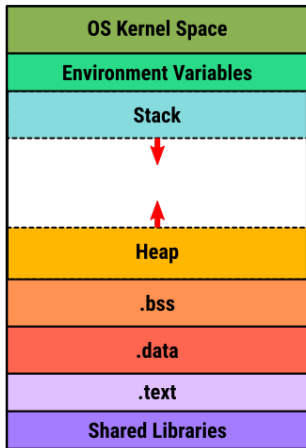 OS Kernel Space
Environment Variables
Stack
Heap
.bss
.data
.text
Shared Libraries